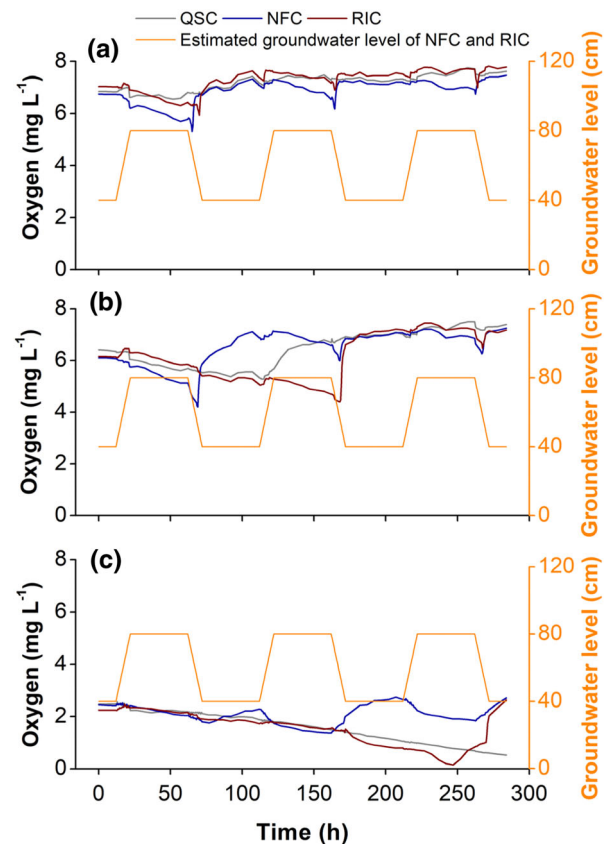 QSC NFC RIC
Estimated groundwater level of NFC and RIC
(a)
8
6
4
2
0
Oxygen (mg L⁻¹)
120
80
40
0
Groundwater level (cm)
(b)
8
6
4
2
0
Oxygen (mg L⁻¹)
120
80
40
0
Groundwater level (cm)
(c)
8
6
4
2
0
Oxygen (mg L⁻¹)
120
80
40
0
Groundwater level (cm)
0 50 100 150 200 250 300
Time (h)